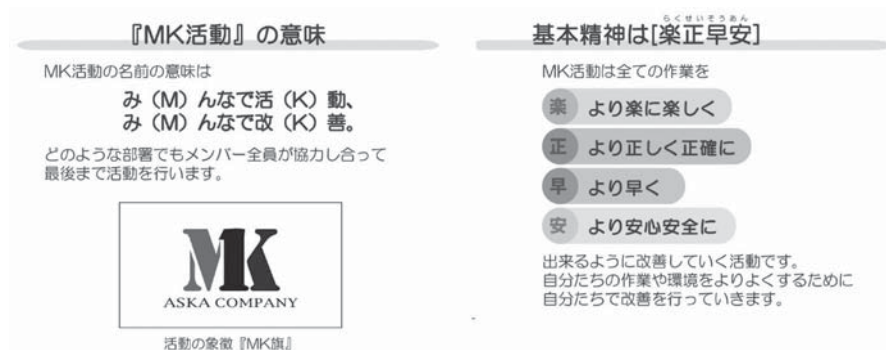 『MK活動』の意味
MK活動の名前の意味は
み（M）んなで活（K）動、
み（M）んなで改（K）善。
どのような部署でもメンバー全員が協力し合って
最後まで活動を行います。
MK
ASKA COMPANY
活動の象徴『MK旗』
らくせいそうあん
基本精神は[楽正早安]
MK活動は全ての作業を
楽 より楽に楽しく
正 より正しく正確に
早 より早く
安 より安心安全に
出来るように改善していく活動です。
自分たちの作業や環境をよりよくするために
自分たちで改善を行っていきます。